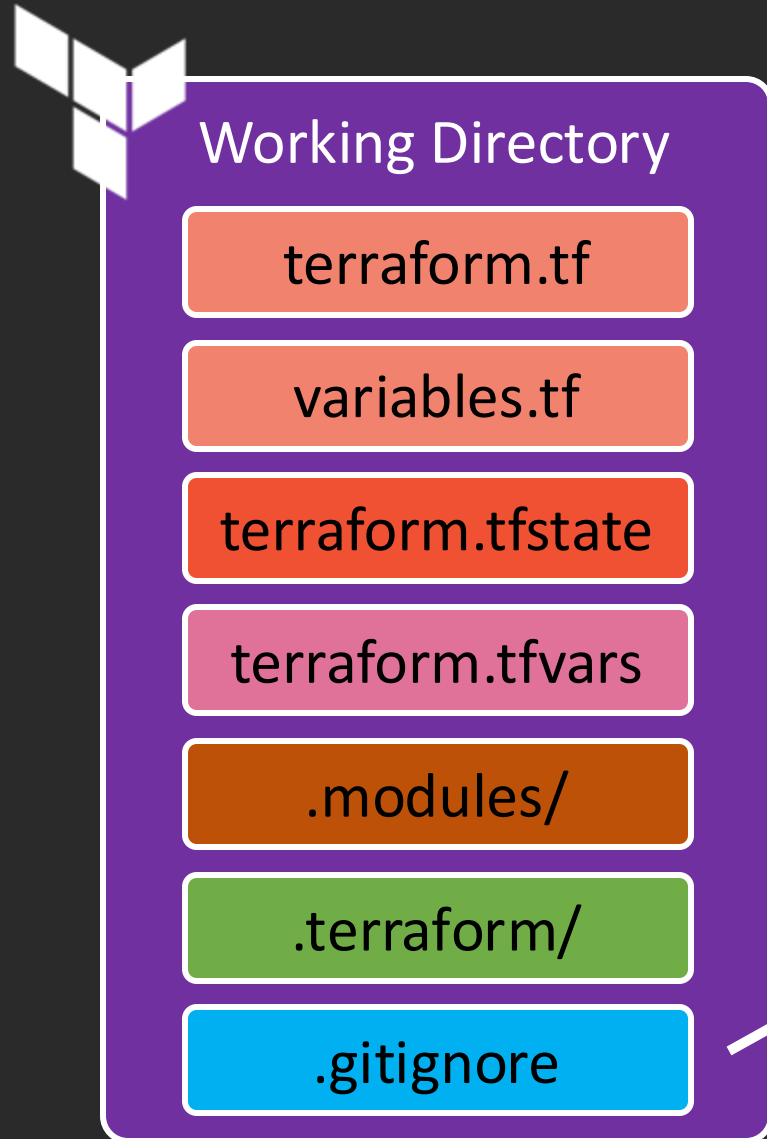 Working Directory
terraform.tf
variables.tf
terraform.tfstate
terraform.tfvars
.modules/
.terraform/
.gitignore